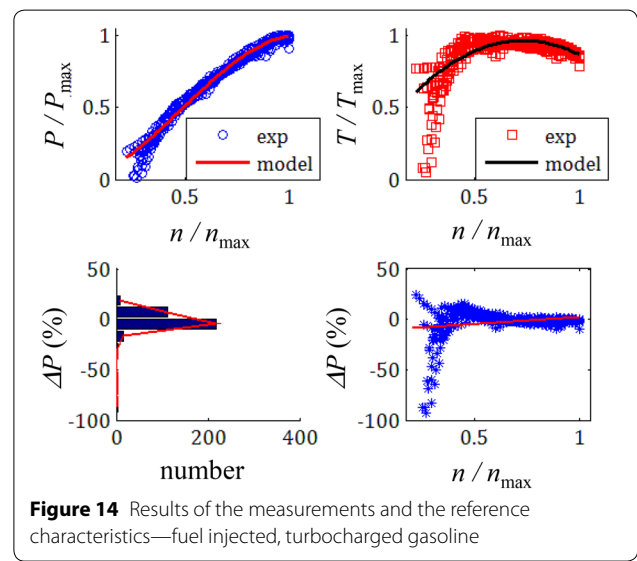 P / P.max
1
0.5
0
exp
model
0.5 1
n / nmax
T / Tmax
1
0.5
0
exp
model
0.5 1
n / nmax
ΔP (%)
50
0
-50
-100
0 200 400
number
ΔP (%)
50
0
-50
-100
0.5 1
n / nmax
Figure 14 Results of the measurements and the reference
characteristics—fuel injected, turbocharged gasoline